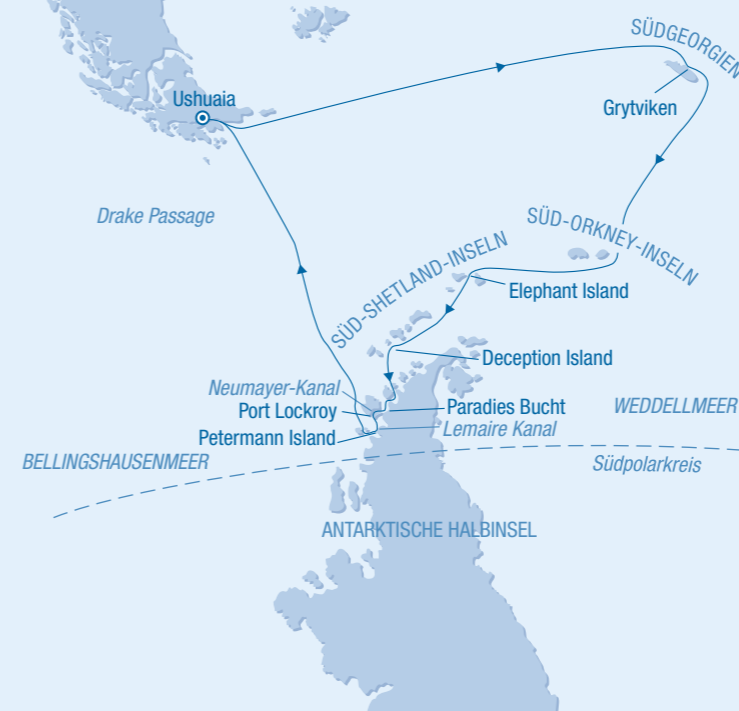 SÜDGEORGIEN
Ushuaia
Grytviken
Drake Passage
SÜD-ORKNEY-INSELN
SÜD-SHETLAND-INSELN
Elephant Island
Deception Island
Neumayer-Kanal
Port Lockroy
Paradies Bucht
WEDDELLMEER
Petermann Island
Lemaire Kanal
BELLINGSHAUSENMEER
Südpolarkreis
ANTARKTISCHE HALBINSEL